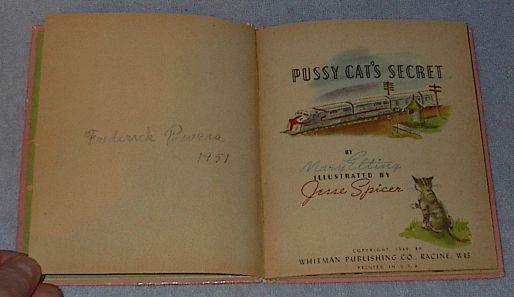 Frederick Powers
1951
PUSSY CAT'S SECRET
BY
Mary Elting
ILLUSTRATED BY
Jesse Spicer
COPYRIGHT, 1949, BY
WHITMAN PUBLISHING CO., RACINE, WIS.
PRINTED IN U.S.A.